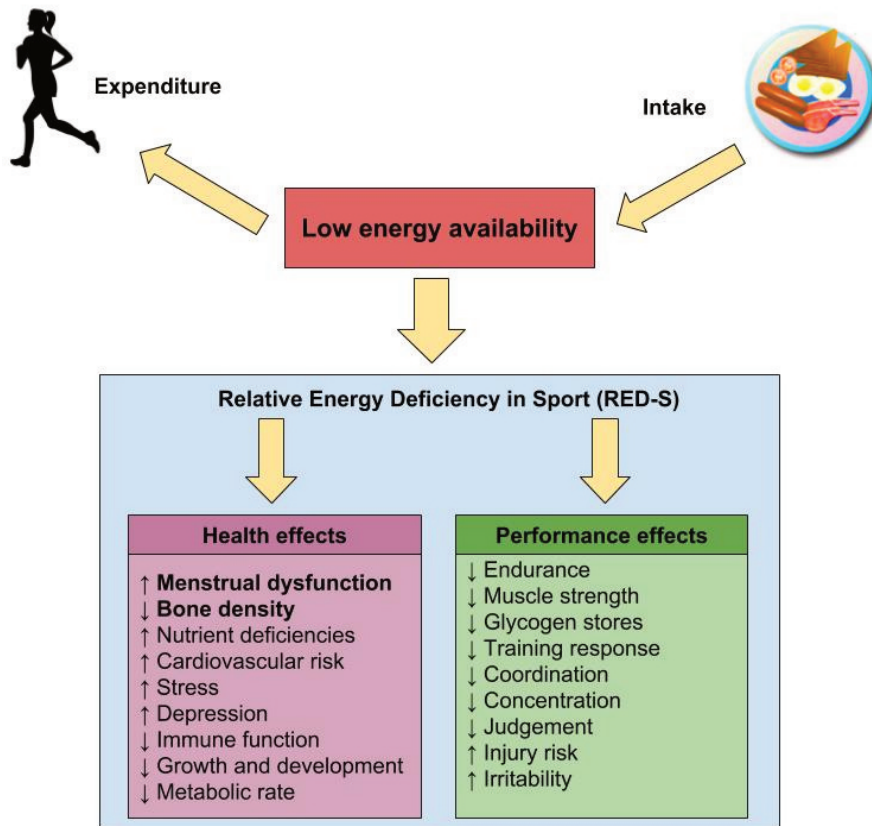 Expenditure
Intake
Low energy availability
Relative Energy Deficiency in Sport (RED-S)
Health effects
↑ Menstrual dysfunction
↓ Bone density
↑ Nutrient deficiencies
↑ Cardiovascular risk
↑ Stress
↑ Depression
↓ Immune function
↓ Growth and development
↓ Metabolic rate
Performance effects
↓ Endurance
↓ Muscle strength
↓ Glycogen stores
↓ Training response
↓ Coordination
↓ Concentration
↓ Judgement
↑ Injury risk
↑ Irritability